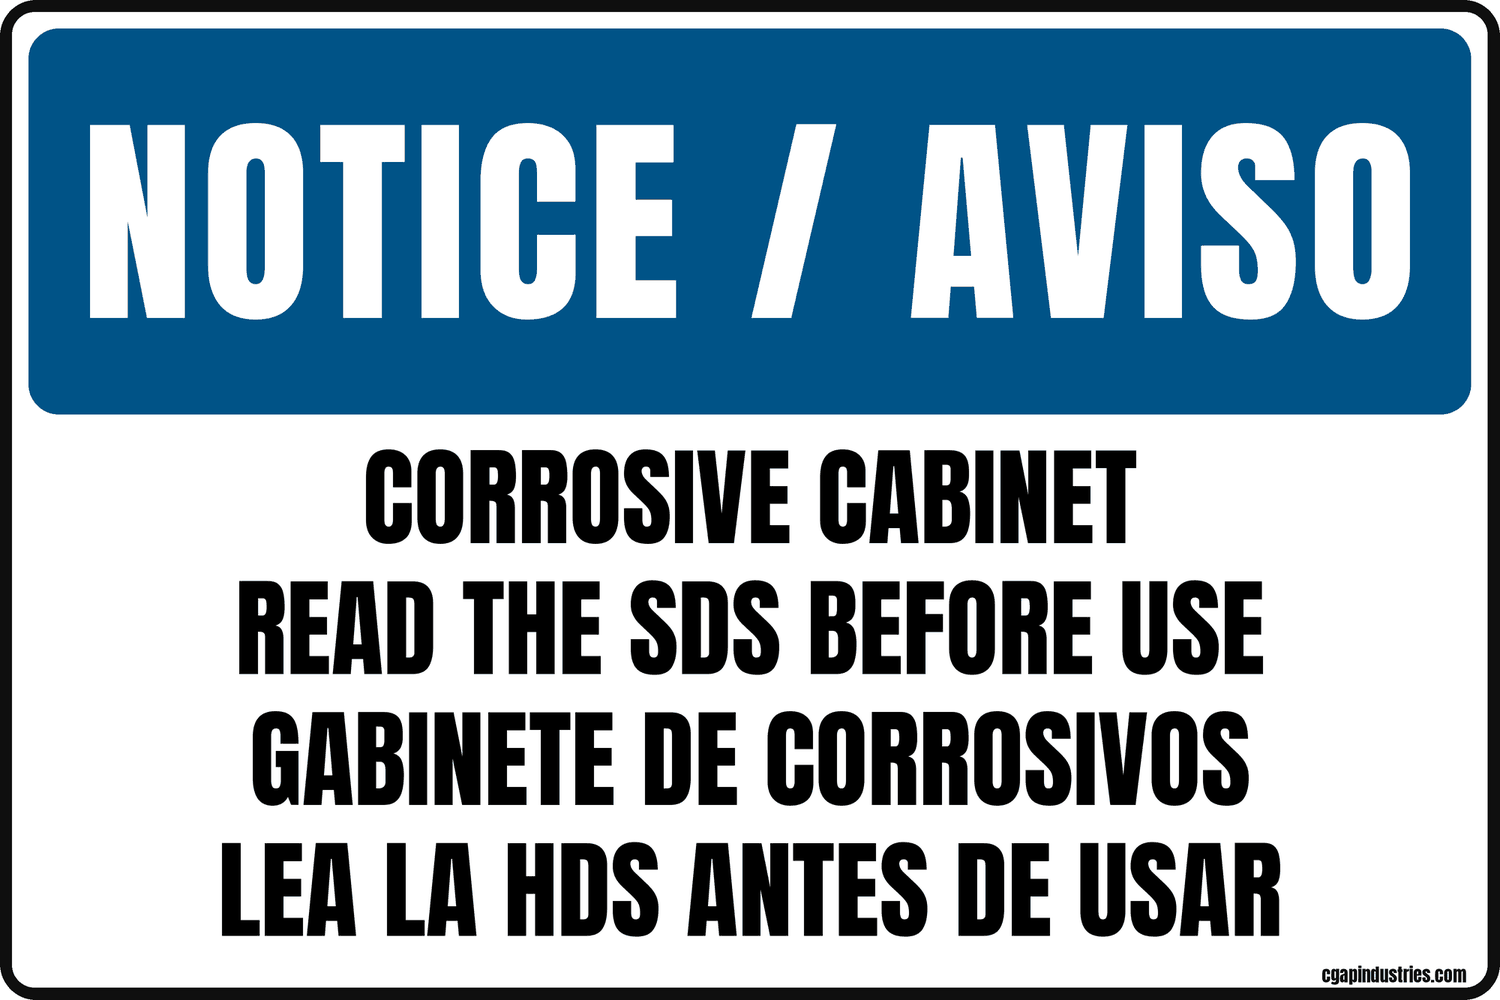 NOTICE / AVISO
CORROSIVE CABINET
READ THE SDS BEFORE USE
GABINETE DE CORROSIVOS
LEA LA HDS ANTES DE USAR
cgapindustries.com